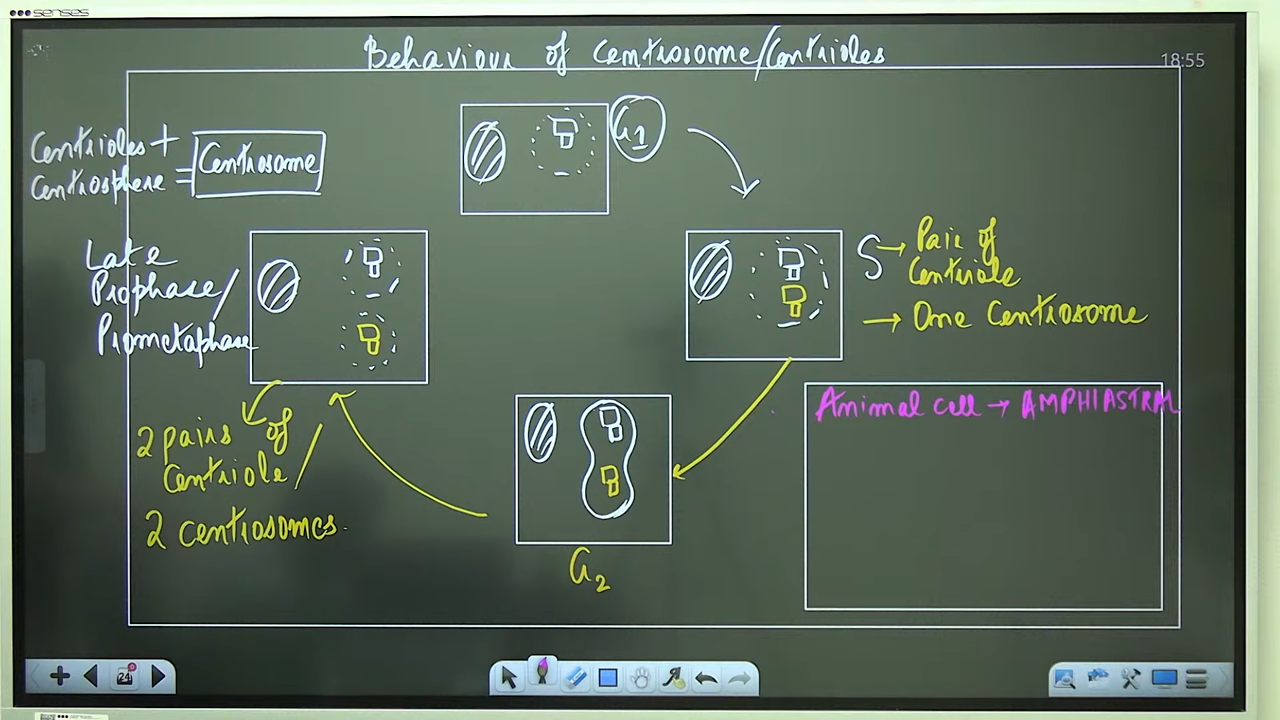 senses
Behaviour of Centrosome/Centrioles
18:55
Centrioles +
Centrosphere = Centrosome
G1
S → Pair of
Centriole
→ One Centrosome
Late
Prophase/
Prometaphase
Animal cell → AMPHIASTRAL
2 pairs of
Centriole/
2 centrosomes.
G2
24